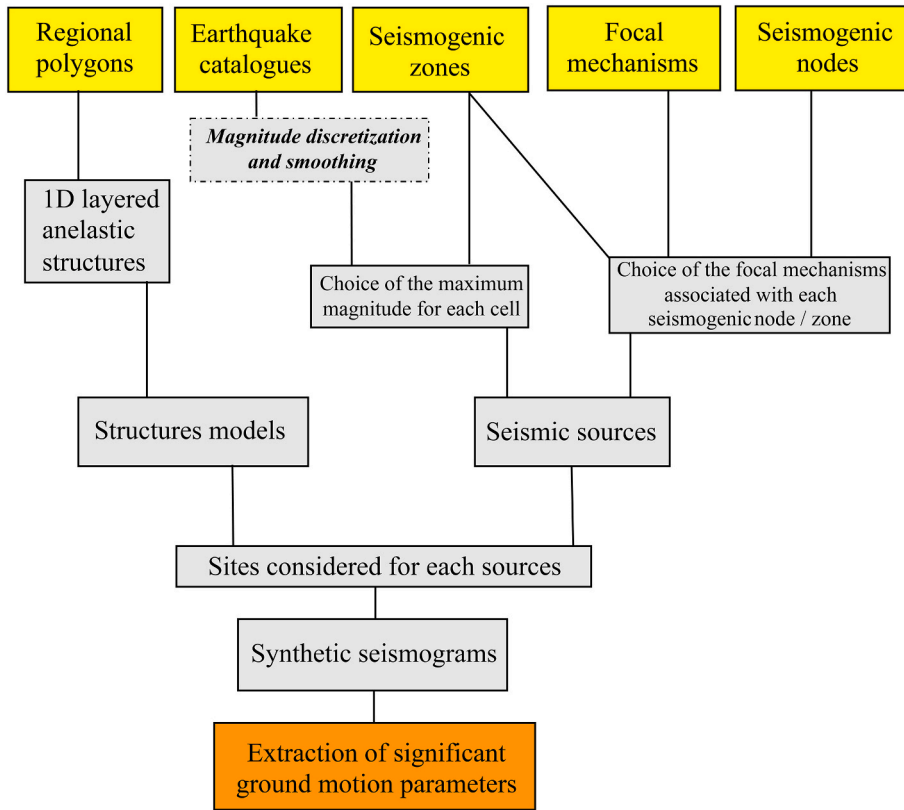 Regional
polygons
Earthquake
catalogues
Seismogenic
zones
Focal
mechanisms
Seismogenic
nodes
Magnitude discretization
and smoothing
1D layered
anelastic
structures
Choice of the maximum
magnitude for each cell
Choice of the focal mechanisms
associated with each
seismogenic node / zone
Structures models
Seismic sources
Sites considered for each sources
Synthetic seismograms
Extraction of significant
ground motion parameters